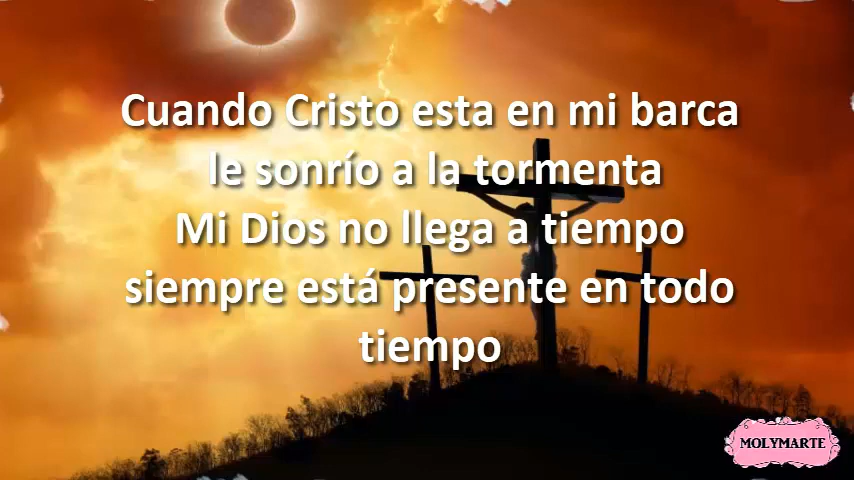 Cuando Cristo esta en mi barca
le sonrío a la tormenta
Mi Dios no llega a tiempo
siempre está presente en todo
tiempo
MOLYMARTE